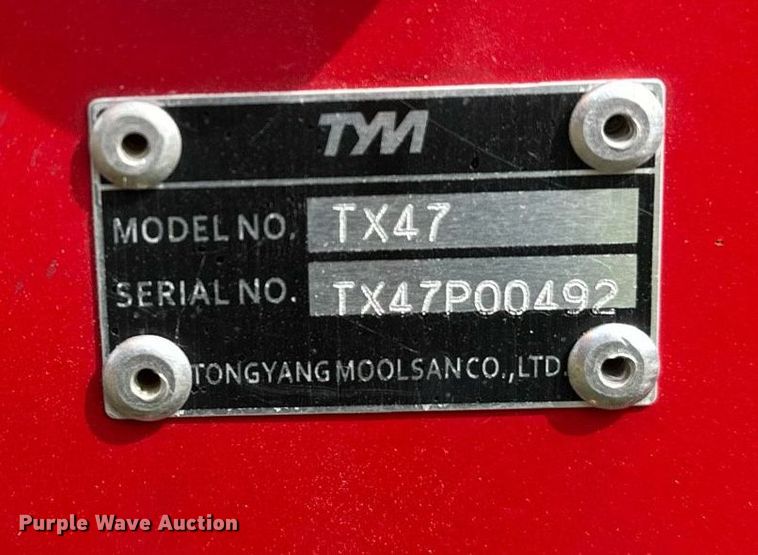 TYM
MODEL NO. TX47
SERIAL NO. TX47P00492
TONGYANG MOOLSAN CO., LTD.
Purple Wave Auction